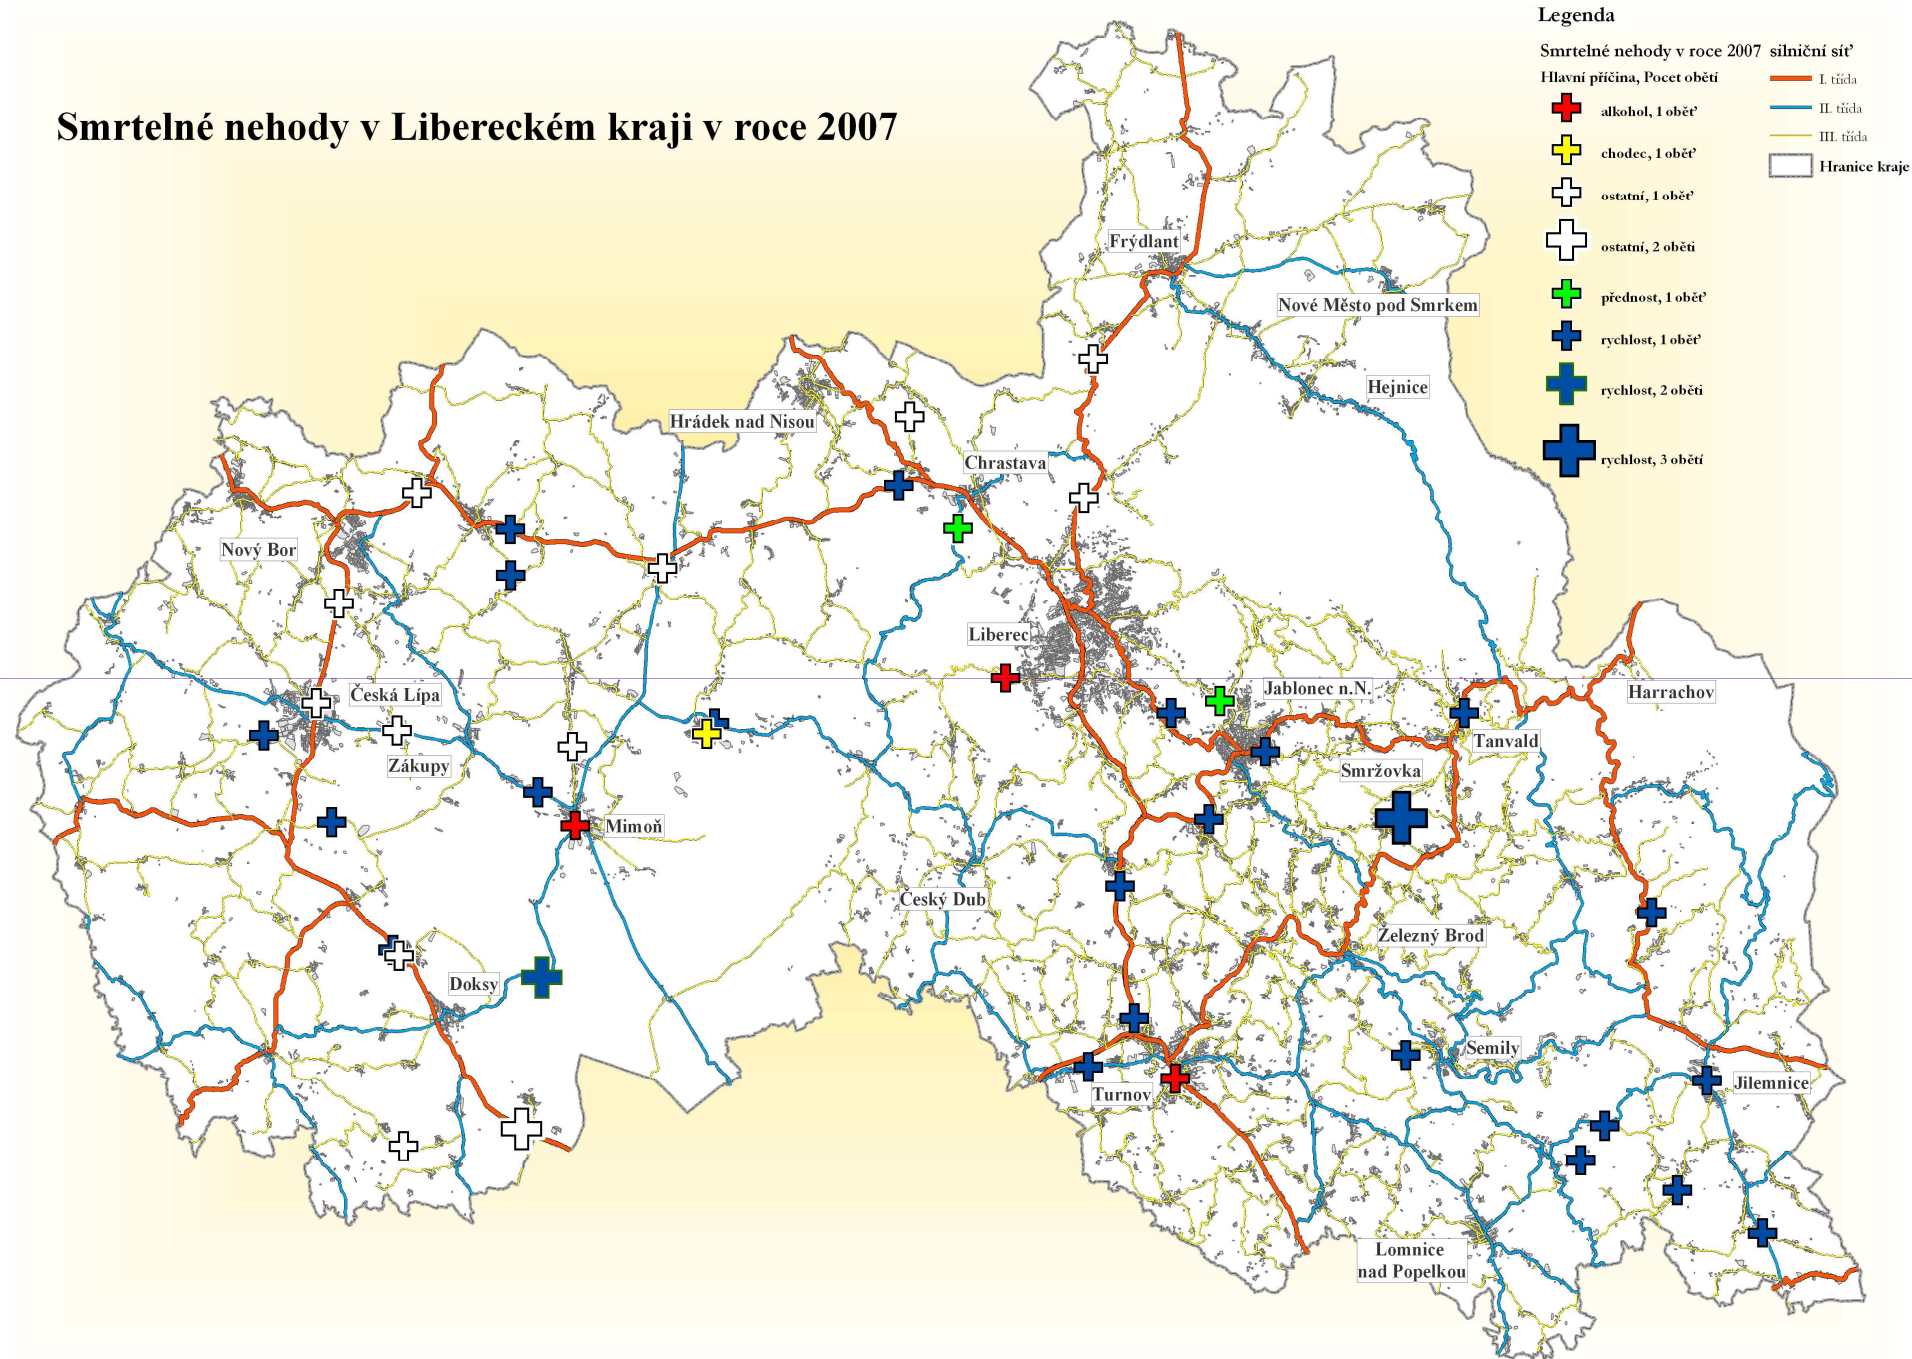 Legenda
Smrtelné nehody v roce 2007 silniční síť
Hlavní příčina, Pocet obětí
I. třída
alkohol, 1 oběť
II. třída
chodec, 1 oběť
III. třída
Hranice kraje
ostatní, 1 oběť
ostatní, 2 oběti
přednost, 1 oběť
rychlost, 1 oběť
rychlost, 2 oběti
rychlost, 3 obětí
Smrtelné nehody v Libereckém kraji v roce 2007
Frýdlant
Nové Město pod Smrkem
Hejnice
Hrádek nad Nisou
Chrastava
Nový Bor
Liberec
Česká Lípa
Jablonec n.N.
Harrachov
Tanvald
Zákupy
Smržovka
Mimoň
Český Dub
Železný Brod
Doksy
Semily
Jilemnice
Turnov
Lomnice
nad Popelkou